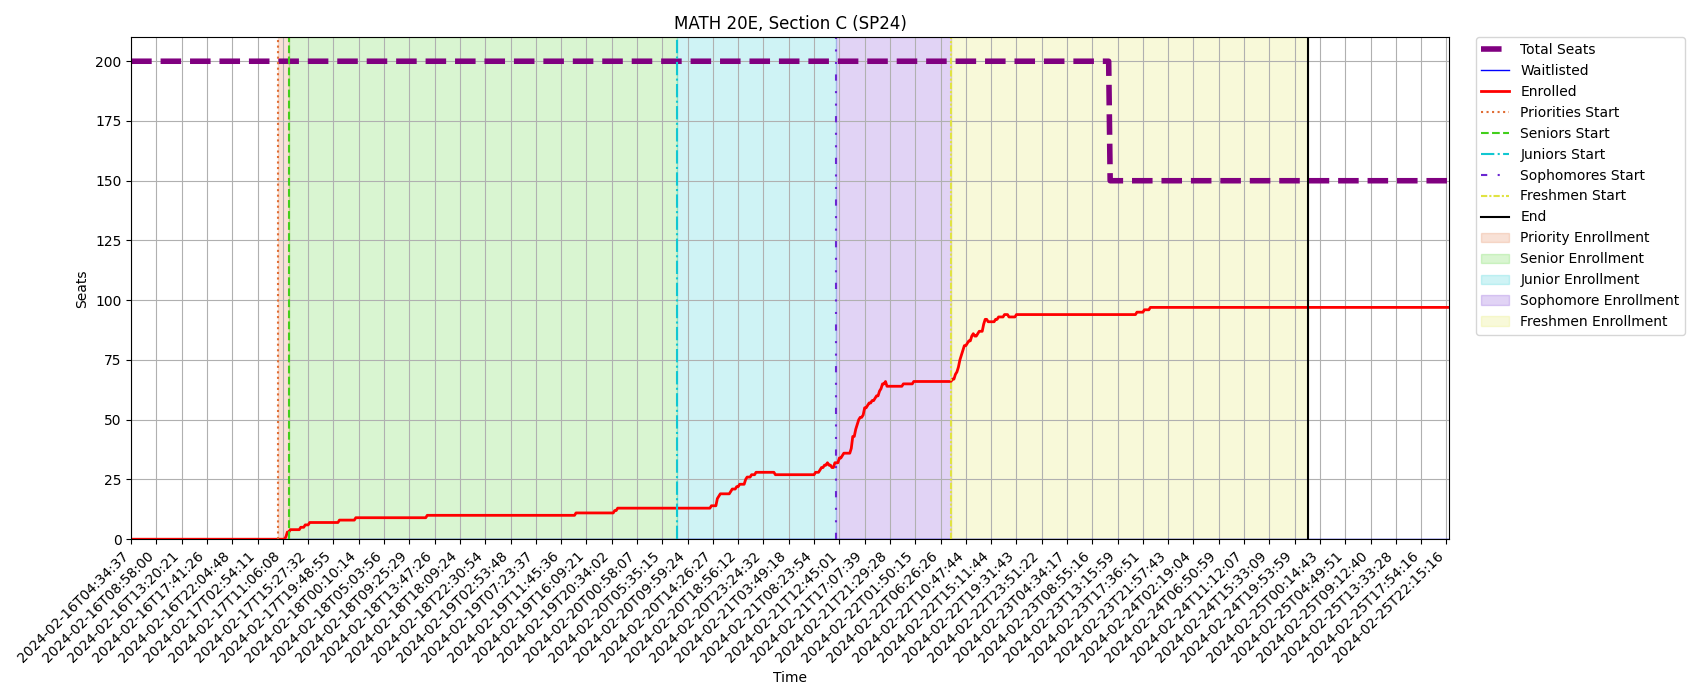 MATH 20E, Section C (SP24)
Seats
200
175
150
125
100
75
50
25
0
2024-02-16T04:34:37
2024-02-16T08:58:00
2024-02-16T13:20:21
2024-02-16T17:41:26
2024-02-16T22:04:48
2024-02-17T02:54:11
2024-02-17T11:06:08
2024-02-17T15:27:32
2024-02-17T19:48:55
2024-02-18T00:10:14
2024-02-18T05:03:56
2024-02-18T09:25:29
2024-02-18T13:47:26
2024-02-18T18:09:24
2024-02-18T22:30:54
2024-02-19T02:53:48
2024-02-19T07:23:37
2024-02-19T11:45:36
2024-02-19T16:09:21
2024-02-19T20:34:02
2024-02-20T00:58:07
2024-02-20T05:35:15
2024-02-20T09:59:24
2024-02-20T14:26:27
2024-02-20T18:56:12
2024-02-20T23:24:32
2024-02-21T03:49:18
2024-02-21T08:23:54
2024-02-21T12:45:01
2024-02-21T17:07:39
2024-02-21T21:29:28
2024-02-22T01:50:15
2024-02-22T06:26:26
2024-02-22T10:47:44
2024-02-22T15:11:44
2024-02-22T19:31:43
2024-02-22T23:51:22
2024-02-23T04:34:17
2024-02-23T08:55:16
2024-02-23T13:15:59
2024-02-23T17:36:51
2024-02-23T21:57:43
2024-02-24T02:19:04
2024-02-24T06:50:59
2024-02-24T11:12:07
2024-02-24T15:33:09
2024-02-24T19:53:59
2024-02-25T00:14:43
2024-02-25T04:49:51
2024-02-25T09:12:40
2024-02-25T13:33:28
2024-02-25T17:54:16
2024-02-25T22:15:16
Time
Total Seats
Waitlisted
Enrolled
Priorities Start
Seniors Start
Juniors Start
Sophomores Start
Freshmen Start
End
Priority Enrollment
Senior Enrollment
Junior Enrollment
Sophomore Enrollment
Freshmen Enrollment